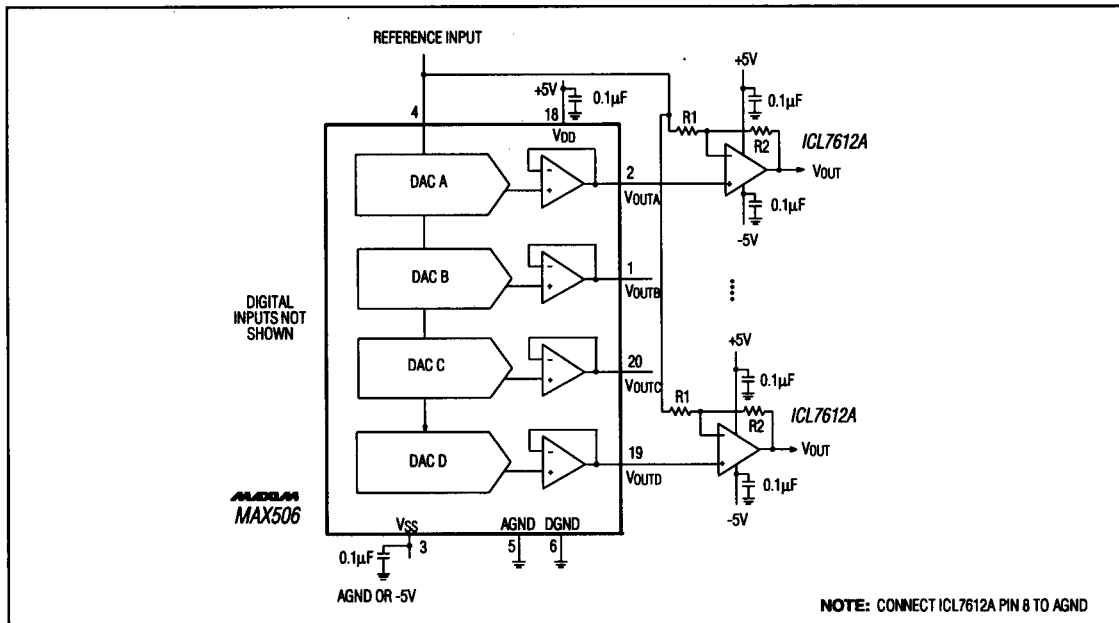 REFERENCE INPUT
+5V
0.1µF
+5V
0.1µF
4
18
VDD
R1
R2
ICL7612A
DAC A
-
+
2
VOUTA
-
+
VOUT
0.1µF
-5V
DAC B
-
+
1
VOUTB
DIGITAL
INPUTS NOT
SHOWN
DAC C
-
+
20
VOUTC
+5V
0.1µF
R1
R2
ICL7612A
DAC D
-
+
19
VOUTD
-
+
VOUT
0.1µF
-5V
MAXIM
MAX506
VSS
AGND
DGND
3
5
6
0.1µF
AGND OR -5V
NOTE: CONNECT ICL7612A PIN 8 TO AGND